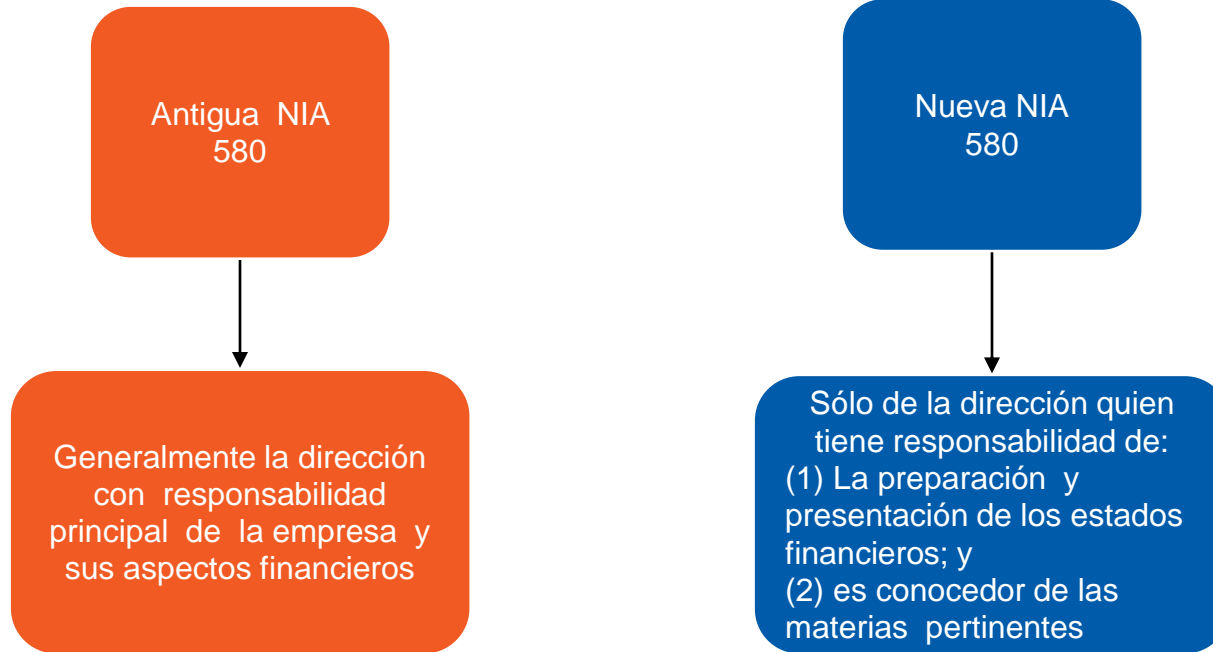 Antigua NIA
580
Nueva NIA
580
Generalmente la dirección
con responsabilidad
principal de la empresa y
sus aspectos financieros
Sólo de la dirección quien
tiene responsabilidad de:
(1) La preparación y
presentación de los estados
financieros; y
(2) es conocedor de las
materias pertinentes